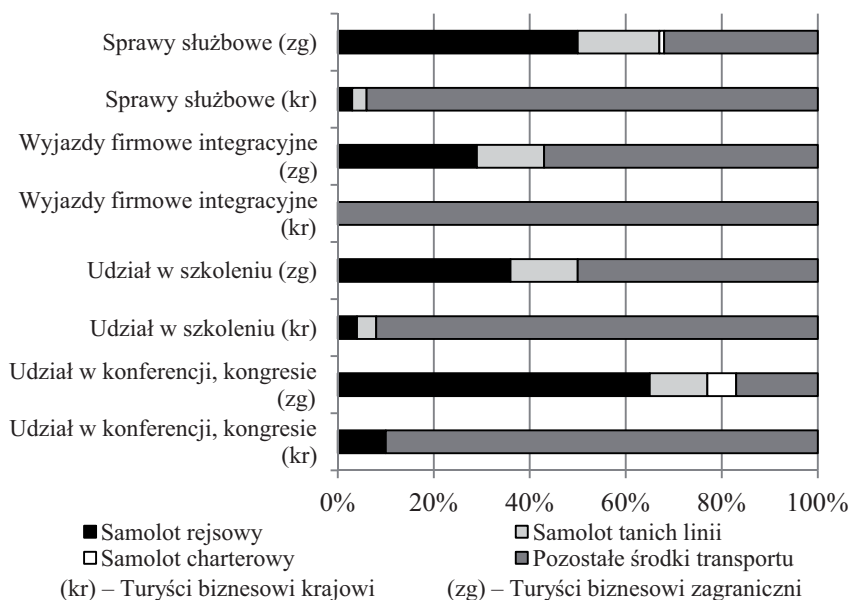 Sprawy służbowe (zg)
Sprawy służbowe (kr)
Wyjazdy firmowe integracyjne
(zg)
Wyjazdy firmowe integracyjne
(kr)
Udział w szkoleniu (zg)
Udział w szkoleniu (kr)
Udział w konferencji, kongresie
(zg)
Udział w konferencji, kongresie
(kr)
0% 20% 40% 60% 80% 100%
Samolot rejsowy Samolot tanich linii
Samolot charterowy Pozostałe środki transportu
(kr) – Turyści biznesowi krajowi (zg) – Turyści biznesowi zagraniczni